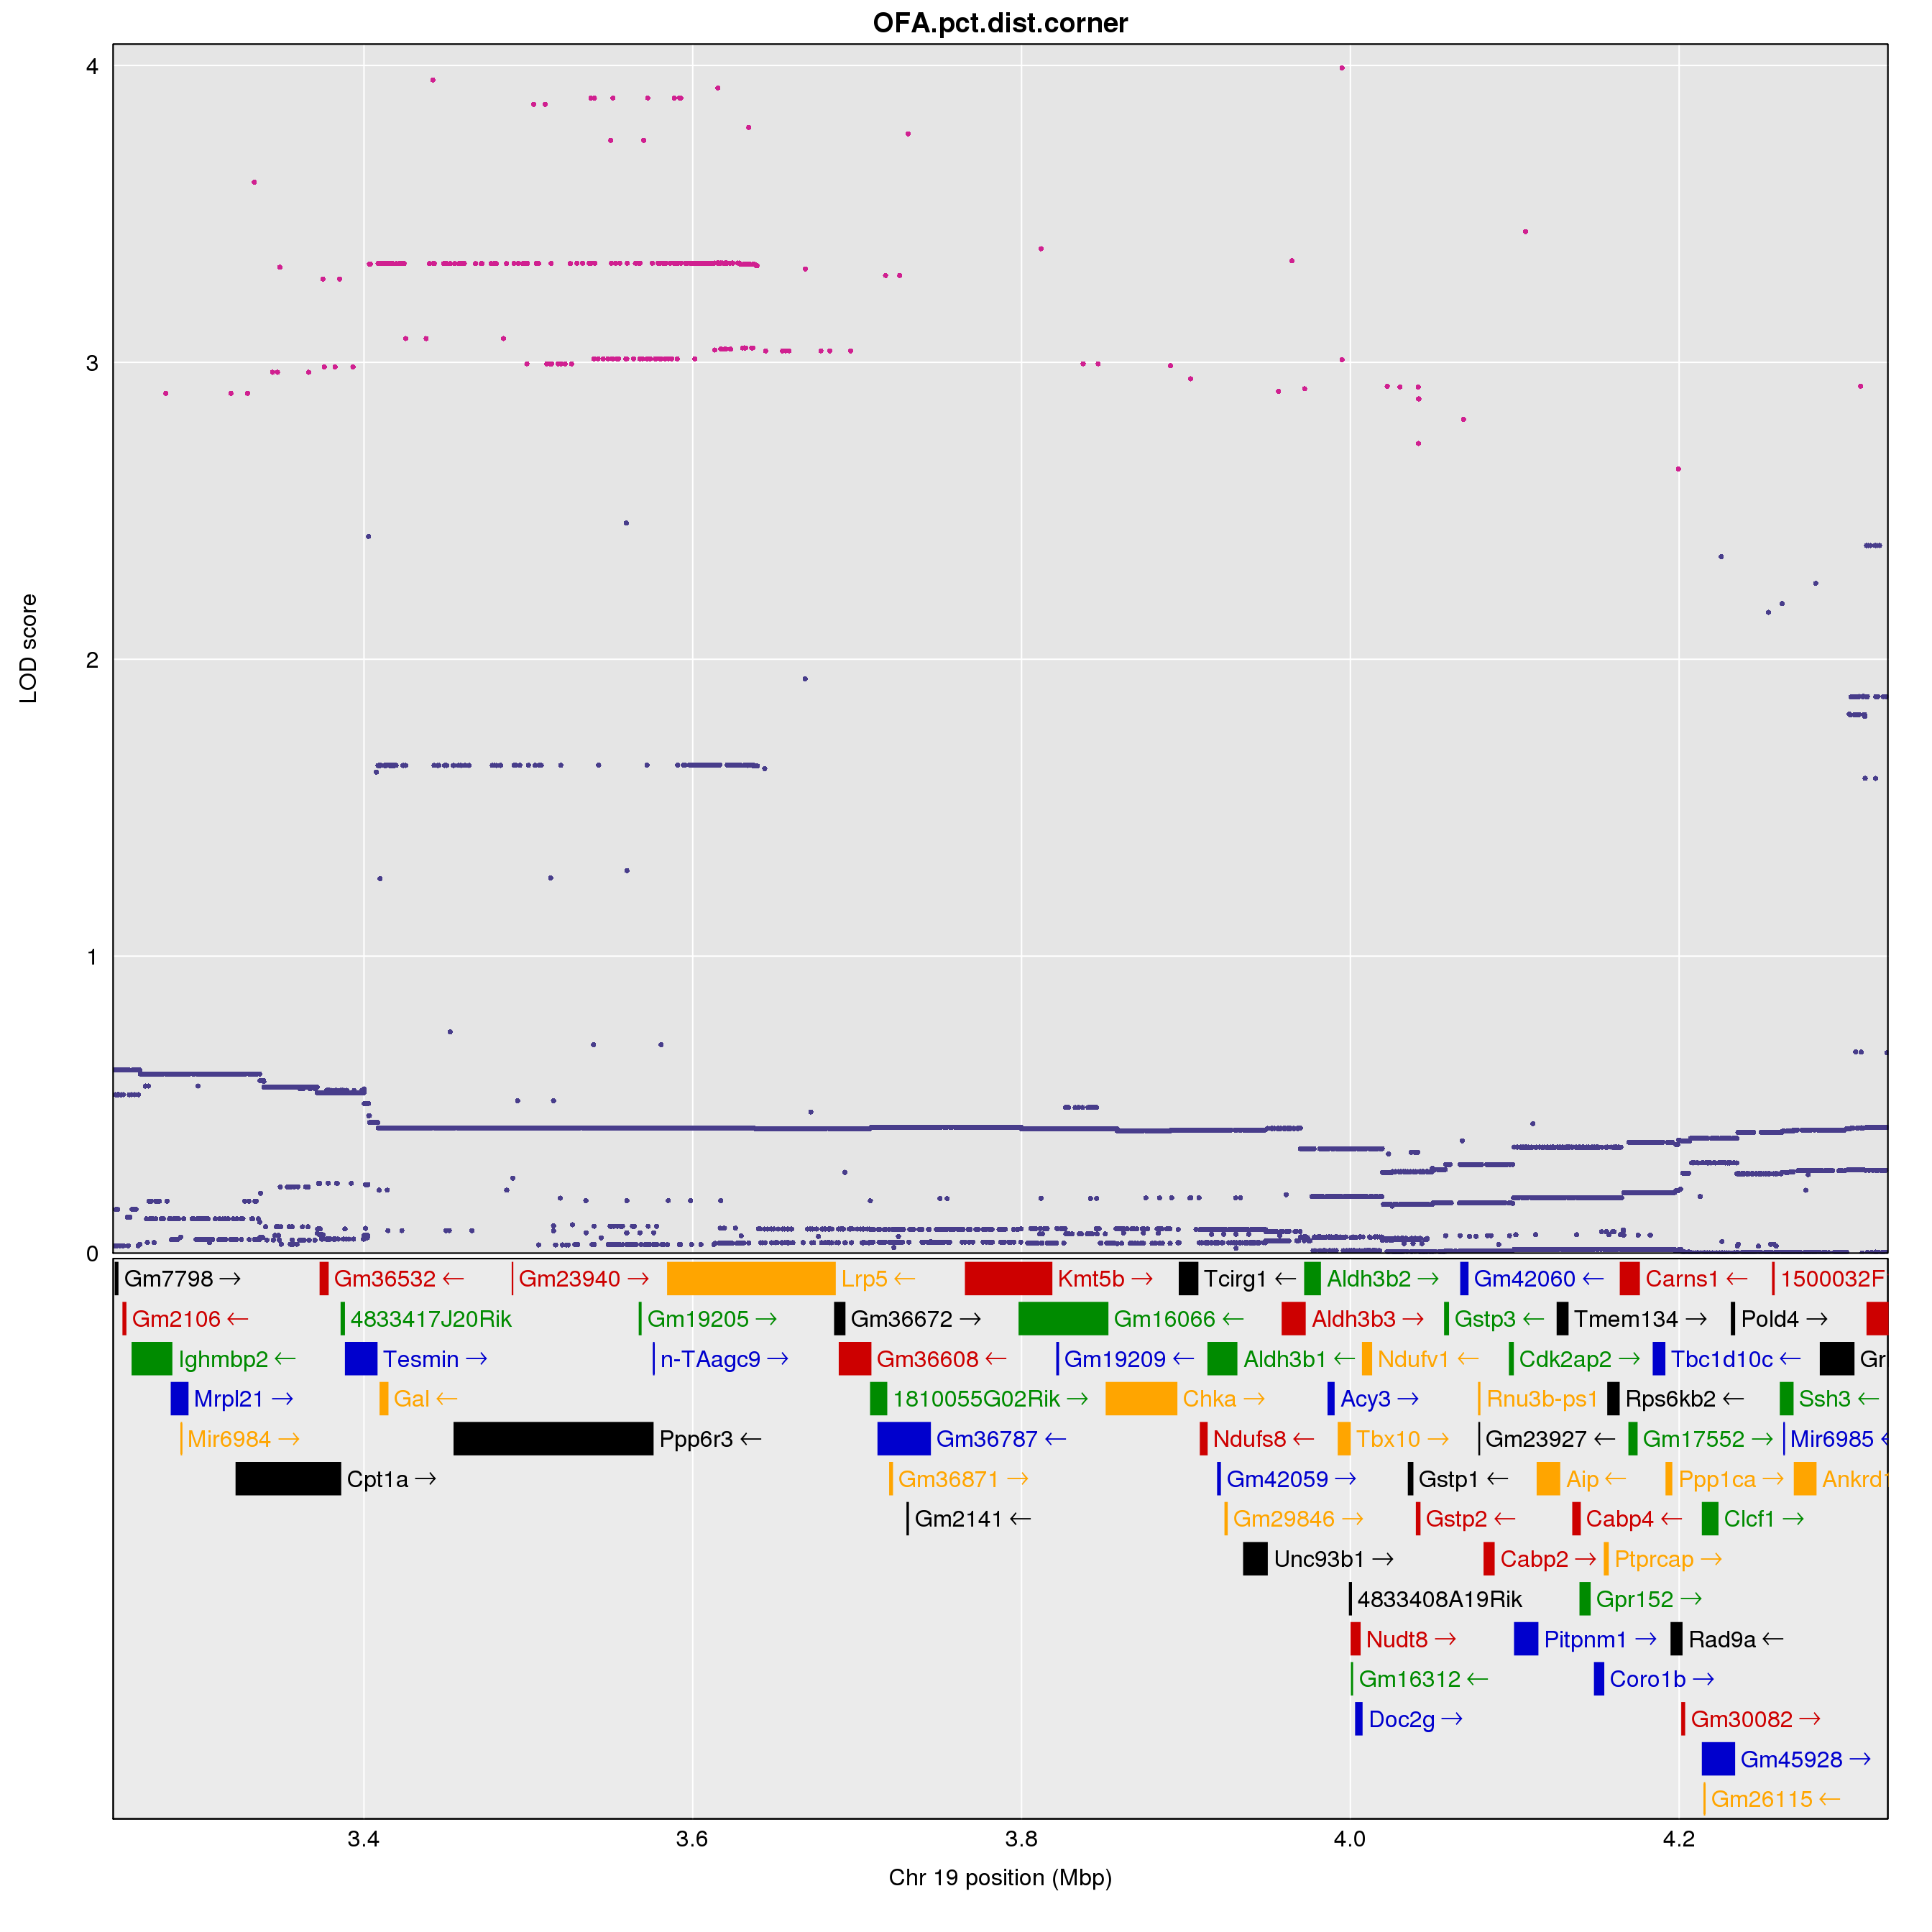 OFA.pct.dist.corner
4
3
2
1
0
LOD score
Gm7798 → Gm36532 ← Gm23940 → Lrp5 ← Kmt5b → Tcirg1 ← Aldh3b2 → Gm42060 ← Carns1 ← 1500032F
Gm2106 ← 4833417J20Rik Gm19205 → Gm36672 → Gm16066 ← Aldh3b3 → Gstp3 ← Tmem134 → Pold4 →
Ighmbp2 ← Tesmin → n-TAagc9 → Gm36608 ← Gm19209 ← Aldh3b1 ← Ndufv1 ← Cdk2ap2 → Tbc1d10c ← Gr
Mrpl21 → Gal ← 1810055G02Rik → Chka → Acy3 → Rnu3b-ps1 Rps6kb2 ← Ssh3 ←
Mir6984 → Ppp6r3 ← Gm36787 ← Ndufs8 ← Tbx10 → Gm23927 ← Gm17552 → Mir6985 ←
Cpt1a → Gm36871 → Gm42059 → Gstp1 ← Aip ← Ppp1ca → Ankrd
Gm2141 ← Gm29846 → Gstp2 ← Cabp4 ← Clcf1 →
Unc93b1 → Cabp2 → Ptprcap →
4833408A19Rik Gpr152 →
Nudt8 → Pitpnm1 → Rad9a ←
Gm16312 ← Coro1b →
Doc2g → Gm30082 →
Gm45928 →
Gm26115 ←
3.4 3.6 3.8 4.0 4.2
Chr 19 position (Mbp)